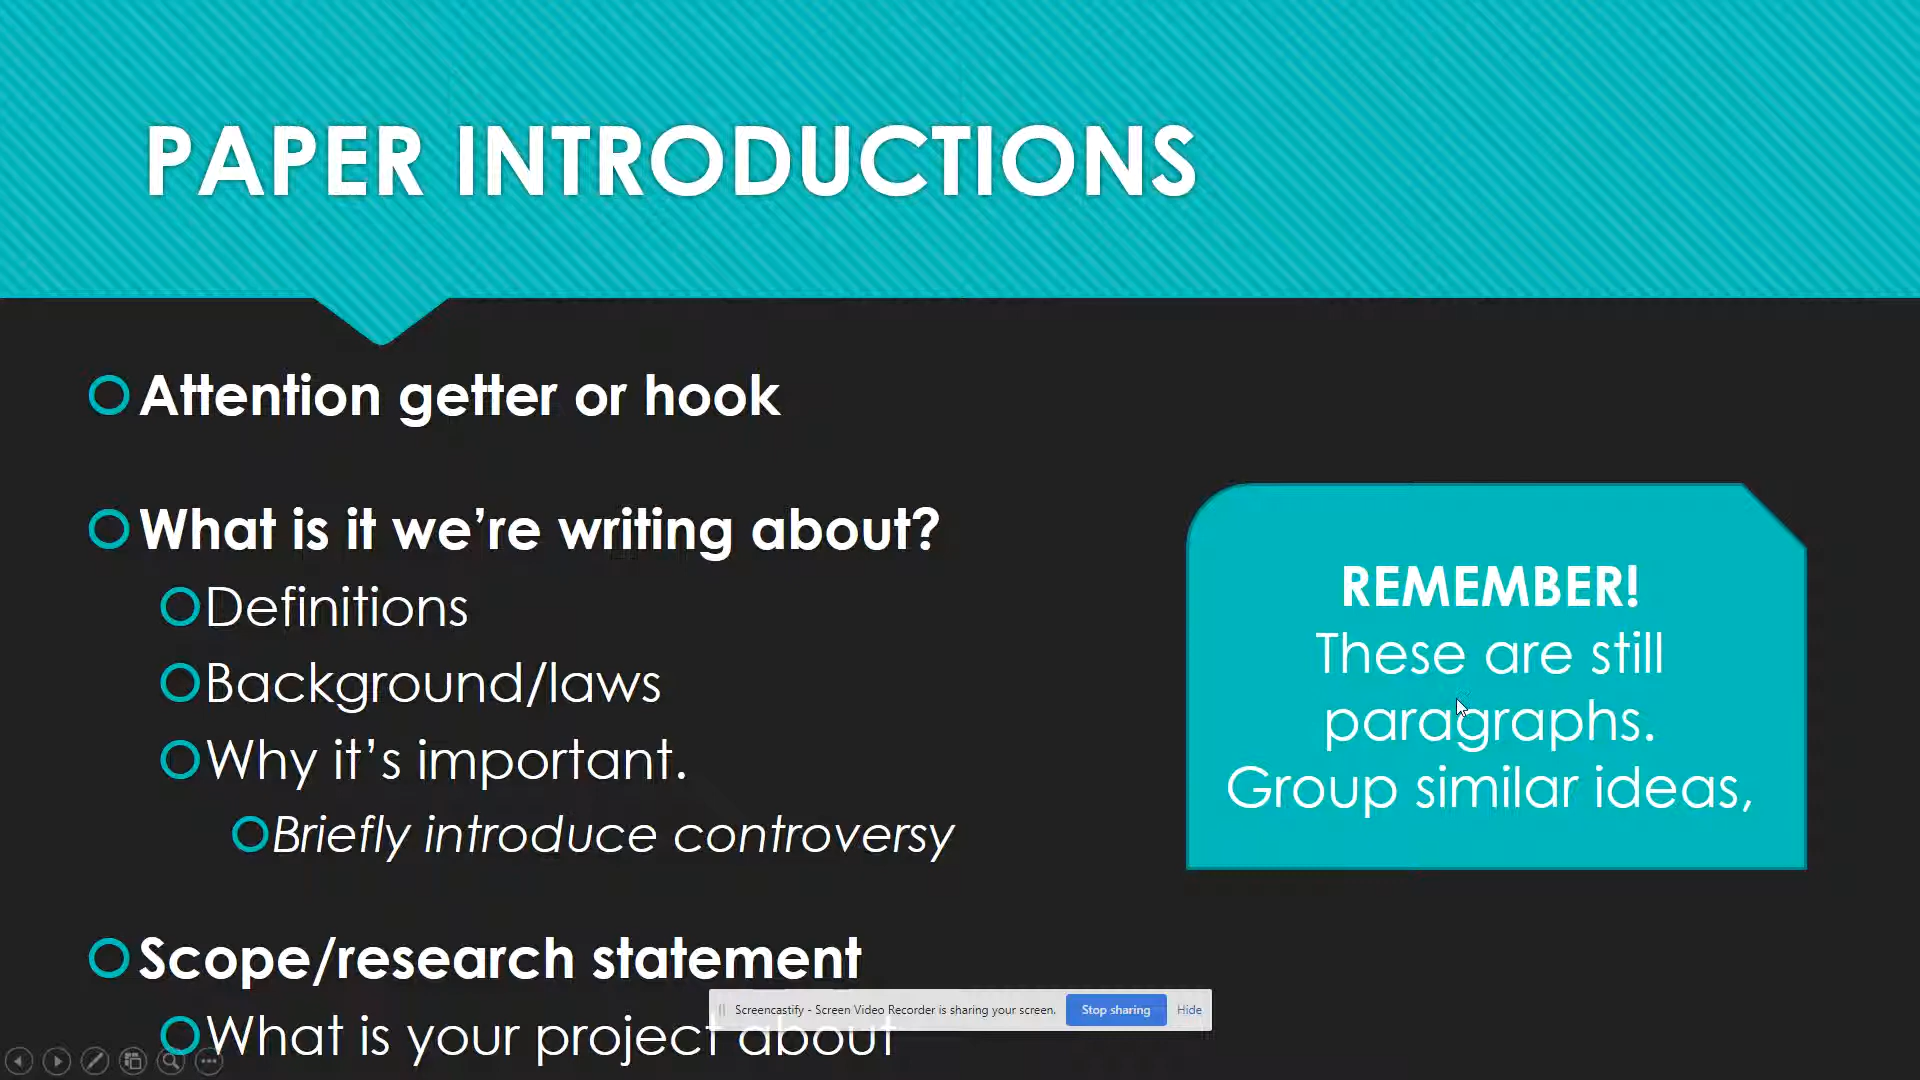 PAPER INTRODUCTIONS
Attention getter or hook
What is it we’re writing about?
Definitions
Background/laws
Why it’s important.
Briefly introduce controversy
Scope/research statement
What is your project about
REMEMBER!
These are still
paragraphs.
Group similar ideas,
Screencastify - Screen Video Recorder is sharing your screen.
Stop sharing
Hide